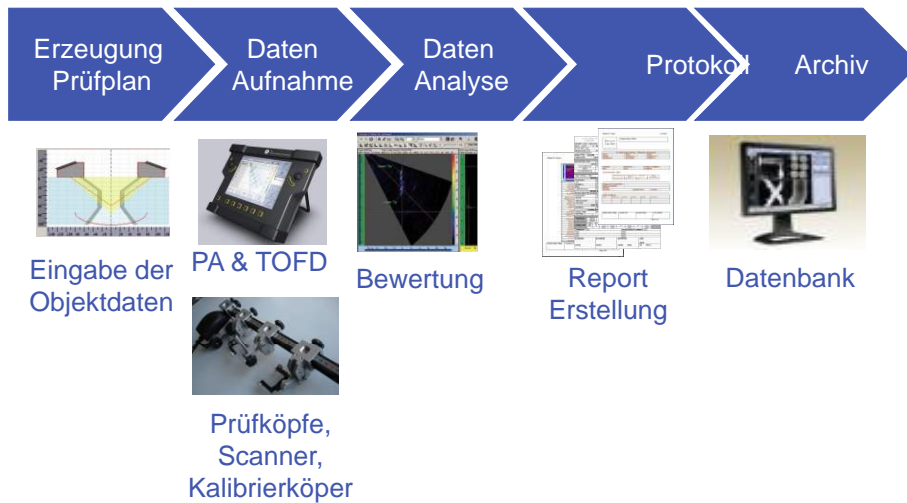 Erzeugung
Prüfplan
Daten
Aufnahme
Daten
Analyse
Protokoll
Archiv
Eingabe der
Objektdaten
PA & TOFD
Prüfköpfe,
Scanner,
Kalibrierköper
Bewertung
Report
Erstellung
Datenbank